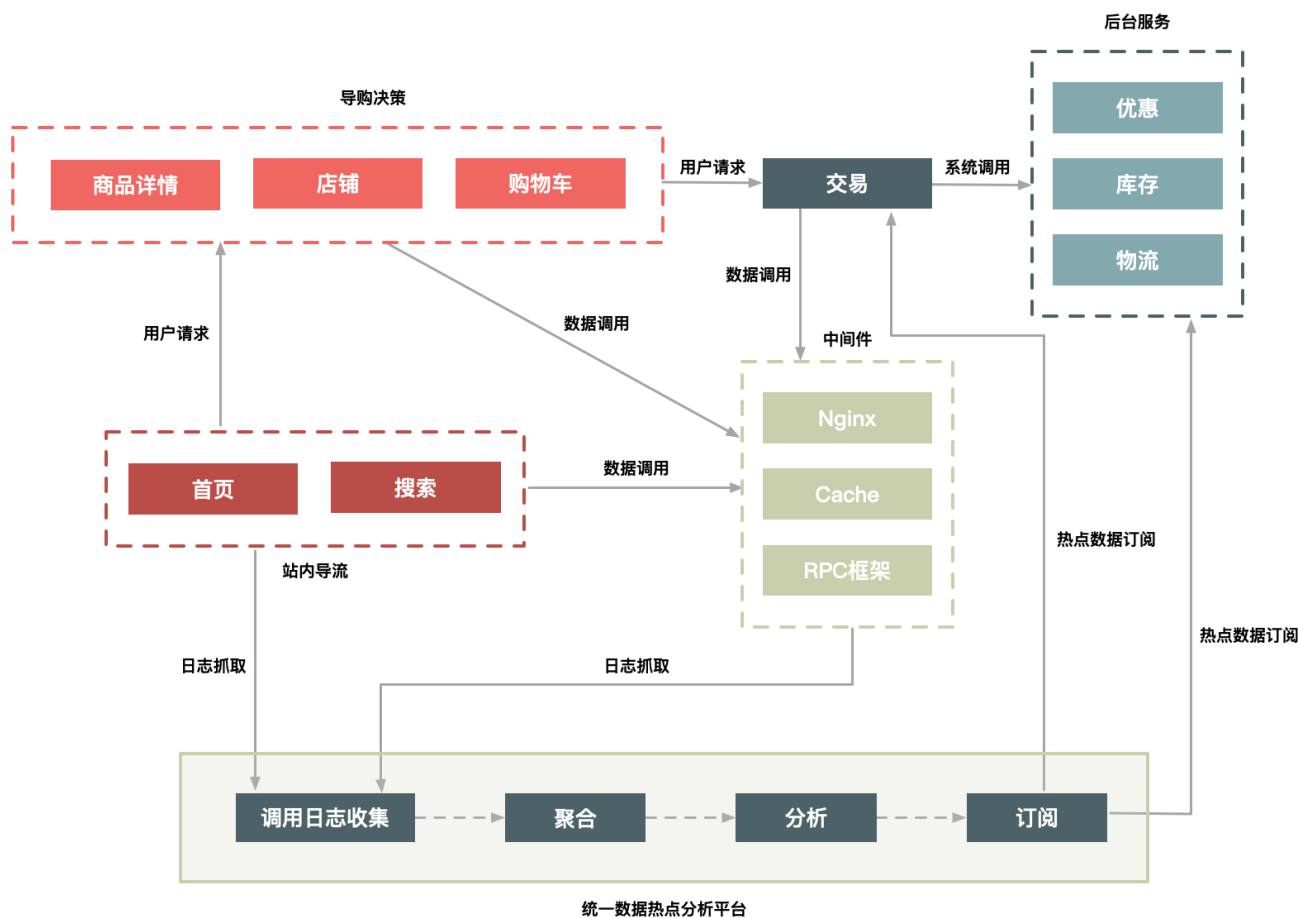 后台服务
优惠
库存
物流
导购决策
商品详情
店铺
购物车
用户请求
交易
系统调用
用户请求
数据调用
数据调用
中间件
Nginx
Cache
RPC框架
首页
搜索
数据调用
站内导流
热点数据订阅
热点数据订阅
日志抓取
日志抓取
调用日志收集
聚合
分析
订阅
统一数据热点分析平台